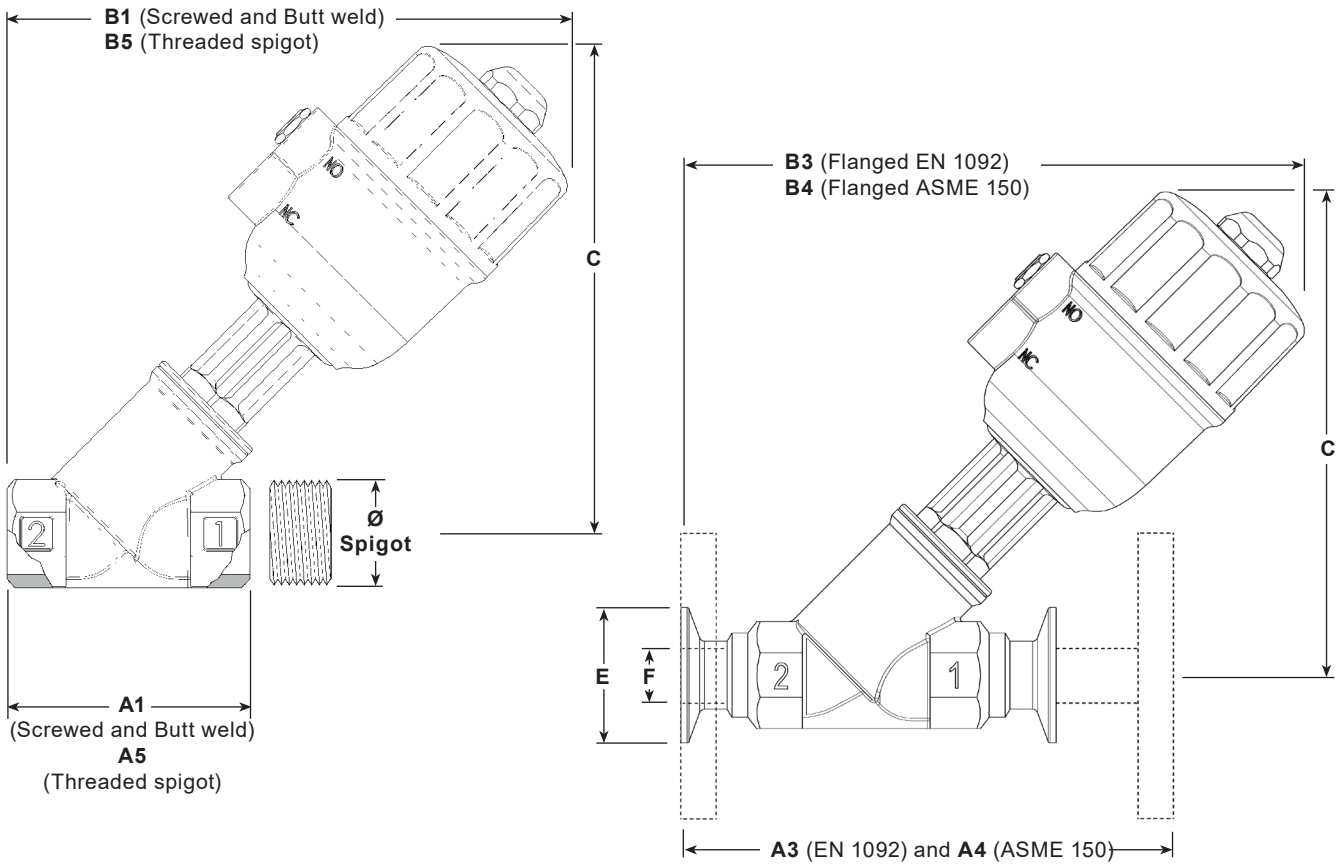 B1 (Screwed and Butt weld)
B5 (Threaded spigot)
NO
NC
C
2
1
Ø
Spigot
A1
(Screwed and Butt weld)
A5
(Threaded spigot)
B3 (Flanged EN 1092)
B4 (Flanged ASME 150)
NO
NC
C
E
F
2
1
A3 (EN 1092) and A4 (ASME 150)